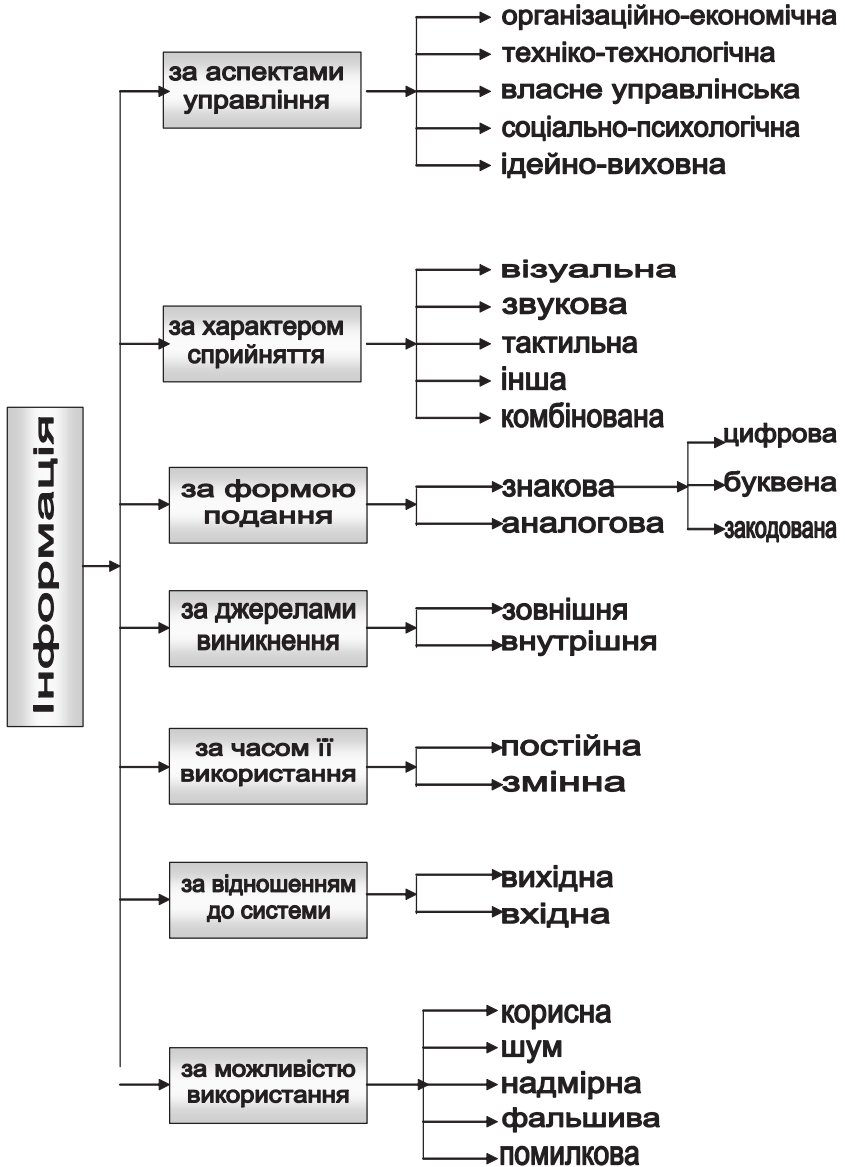 Інформація
за аспектами
управління
організаційно-економічна
техніко-технологічна
власне управлінська
соціально-психологічна
ідейно-виховна
за характером
сприйняття
візуальна
звукова
тактильна
інша
комбінована
за формою
подання
знакова
аналогова
цифрова
буквена
закодована
за джерелами
виникнення
зовнішня
внутрішня
за часом її
використання
постійна
змінна
за відношенням
до системи
вихідна
вхідна
за можливістю
використання
корисна
шум
надмірна
фальшива
помилкова